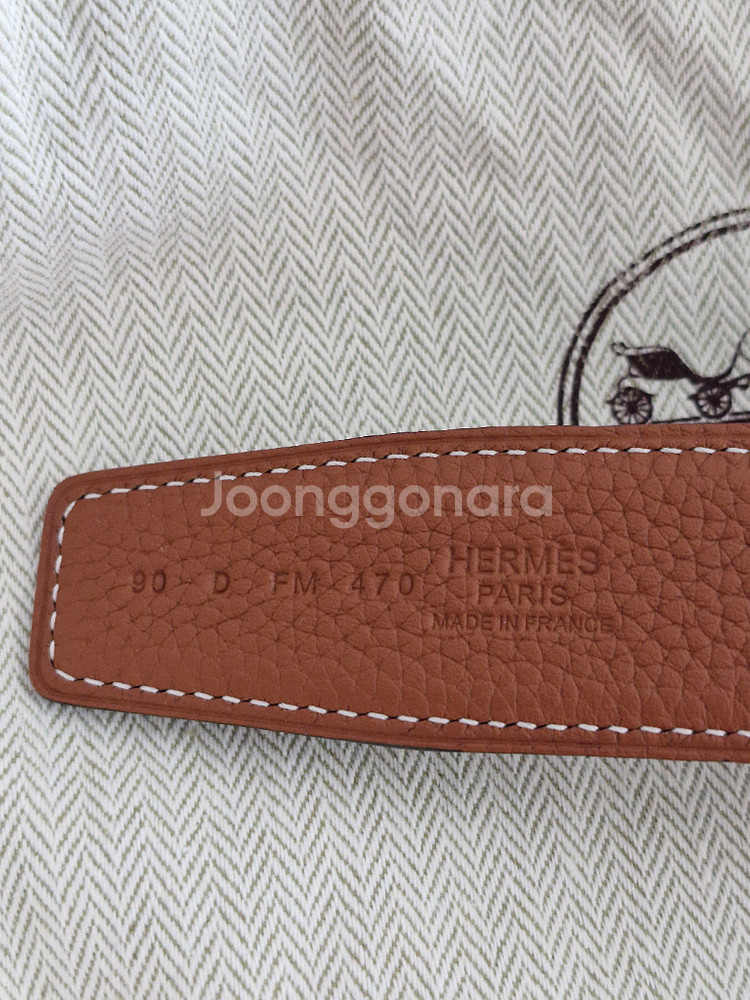 Joonggonara
90 D FM 470
HERMES
PARIS
MADE IN FRANCE